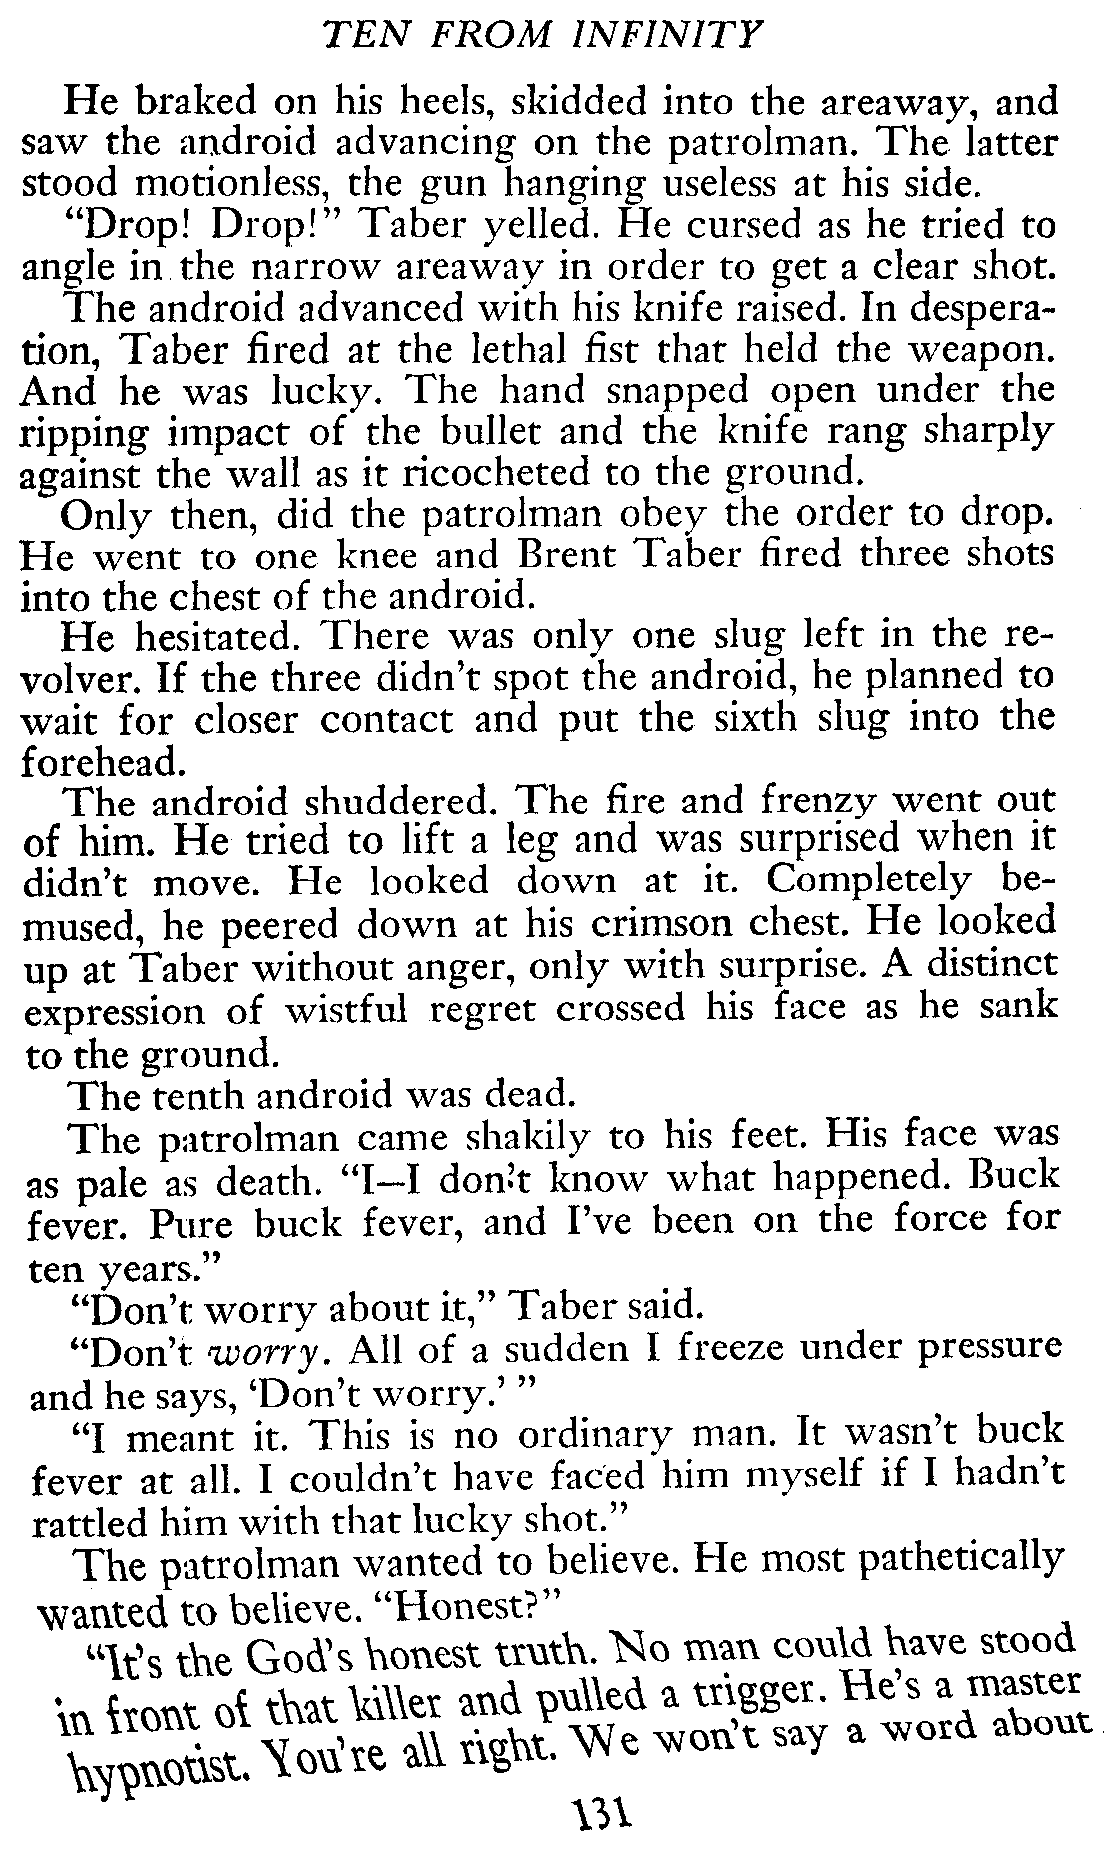 TEN FROM INFINITY
He braked on his heels, skidded into the areaway, and
saw the android advancing on the patrolman. The latter
stood motionless, the gun hanging useless at his side.
“Drop! Drop!” Taber yelled. He cursed as he tried to
angle in the narrow areaway in order to get a clear shot.
The android advanced with his knife raised. In despera-
tion, Taber fired at the lethal fist that held the weapon.
And he was lucky. The hand snapped open under the
ripping impact of the bullet and the knife rang sharply
against the wall as it ricocheted to the ground.
Only then, did the patrolman obey the order to drop.
He went to one knee and Brent Taber fired three shots
into the chest of the android.
He hesitated. There was only one slug left in the re-
volver. If the three didn't spot the android, he planned to
wait for closer contact and put the sixth slug into the
forehead.
The android shuddered. The fire and frenzy went out
of him. He tried to lift a leg and was surprised when it
didn't move. He looked down at it. Completely be-
mused, he peered down at his crimson chest. He looked
up at Taber without anger, only with surprise. A distinct
expression of wistful regret crossed his face as he sank
to the ground.
The tenth android was dead.
The patrolman came shakily to his feet. His face was
as pale as death. “I—I don't know what happened. Buck
fever. Pure buck fever, and I've been on the force for
ten years.”
“Don't worry about it,” Taber said.
“Don't worry. All of a sudden I freeze under pressure
and he says, ‘Don't worry.’ ”
“I meant it. This is no ordinary man. It wasn't buck
fever at all. I couldn't have faced him myself if I hadn't
rattled him with that lucky shot.”
The patrolman wanted to believe. He most pathetically
wanted to believe. “Honest?”
“It's the God's honest truth. No man could have stood
in front of that killer and pulled a trigger. He's a master
hypnotist. You're all right. We won't say a word about
131